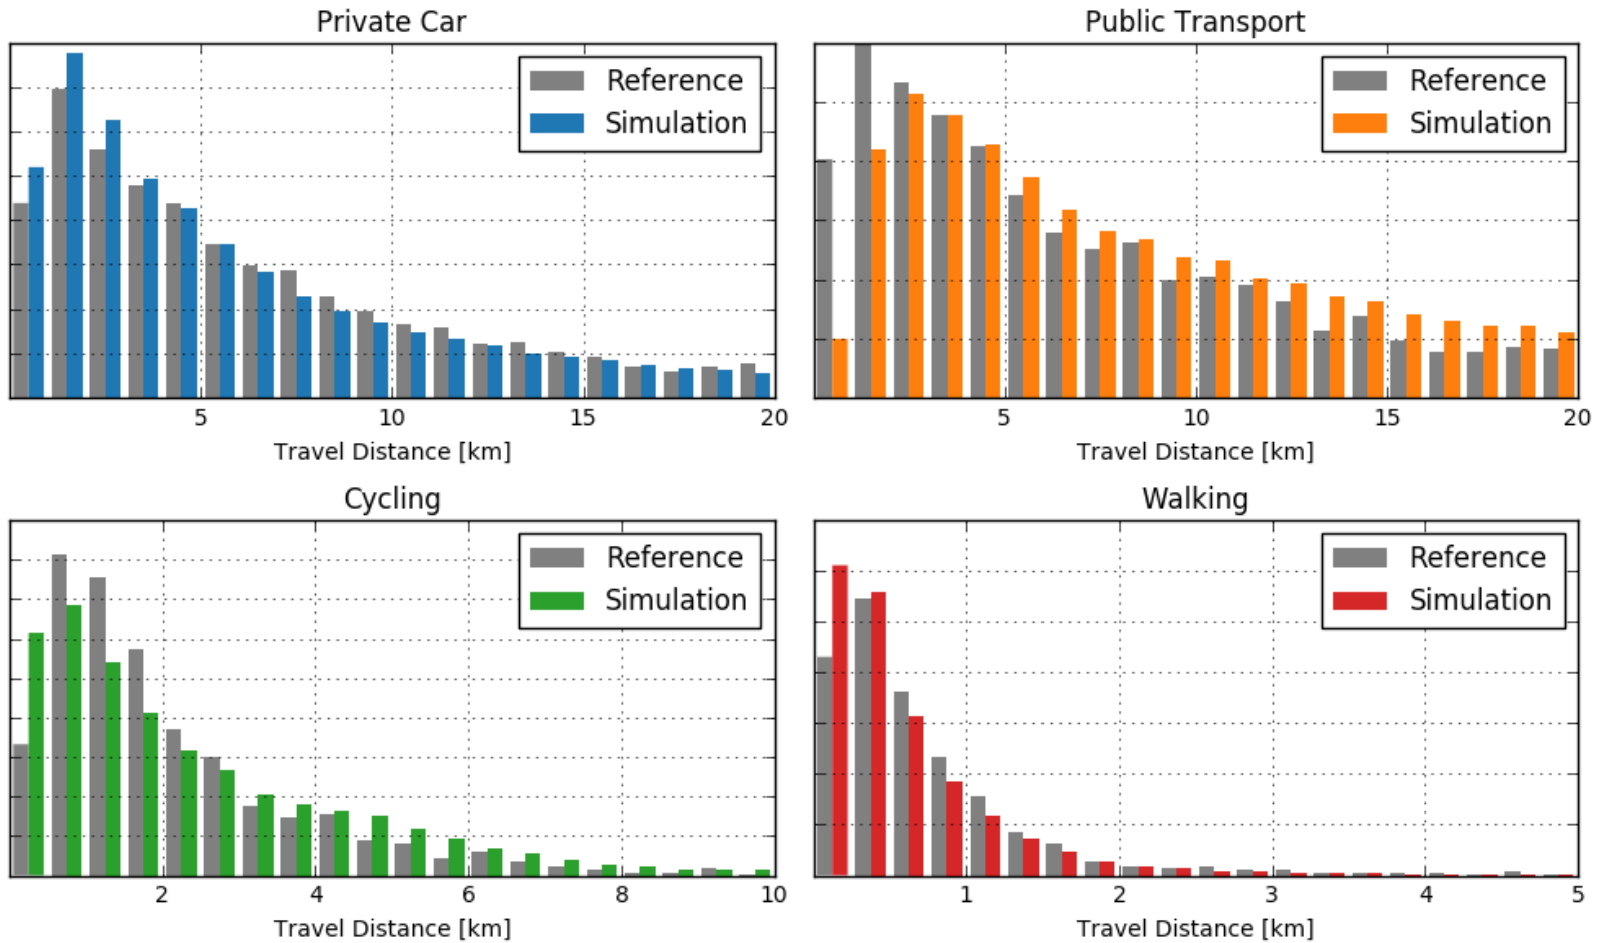 Private Car
Reference
Simulation
5 10 15 20
Travel Distance [km]
Public Transport
Reference
Simulation
5 10 15 20
Travel Distance [km]
Cycling
Reference
Simulation
2 4 6 8 10
Travel Distance [km]
Walking
Reference
Simulation
1 2 3 4 5
Travel Distance [km]